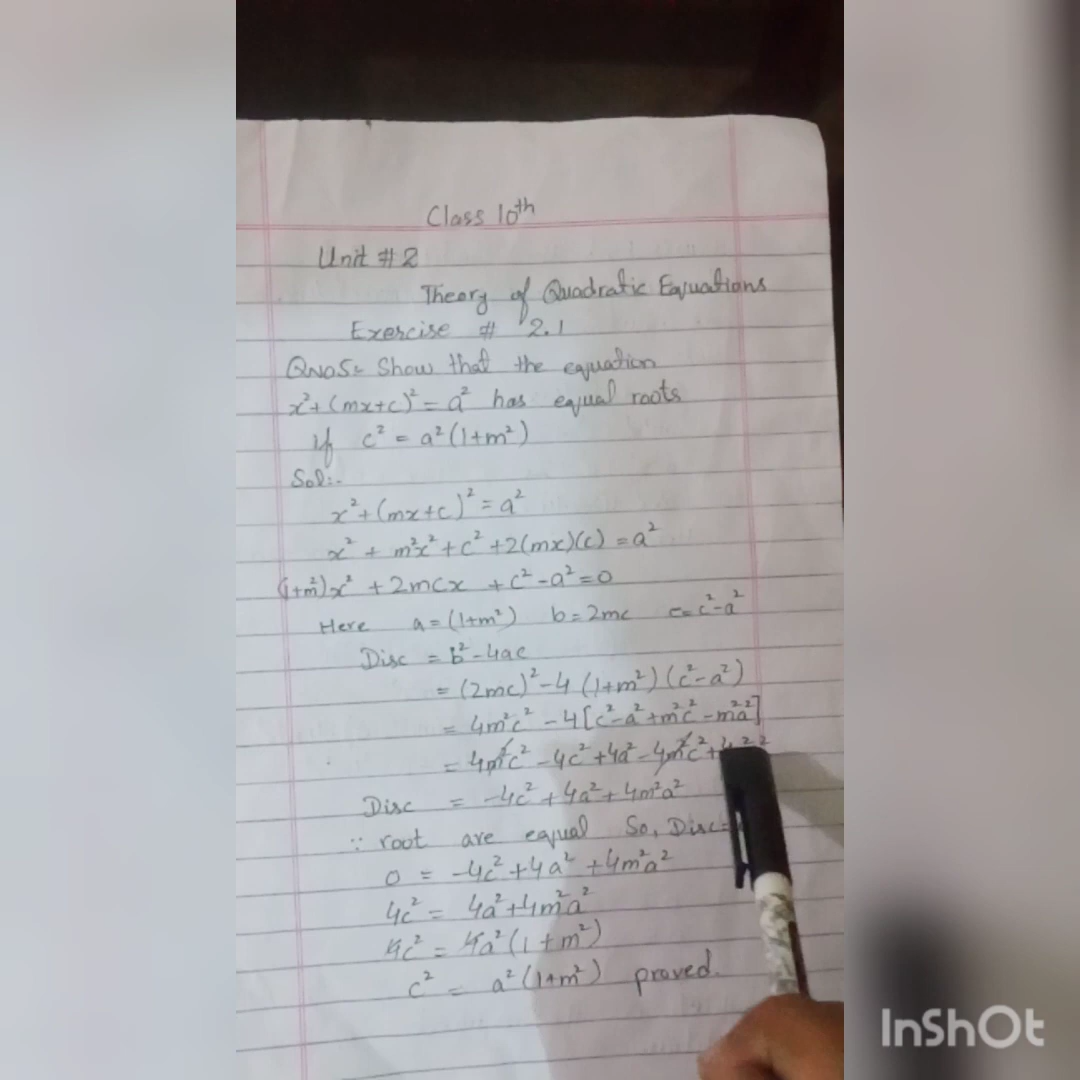 Class 10th
Unit # 2
Theory of Quadratic Equations
Exercise # 2.1
QNo5= Show that the equation
x²+(mx+c)²=a² has equal roots
if c² = a²(1+m²)
Sol:-
x²+(mx+c)²=a²
x² + m²x²+c²+2(mx)(c)=a²
(1+m²)x² +2mcx +c²-a²=0
Here a=(1+m²) b=2mc c=c²-a²
Disc = b²-4ac
= (2mc)²-4 (1+m²)(c²-a²)
= 4m²c² -4[c²-a²+m²c²-m²a²]
= 4m²c² -4c²+4a²-4m²c²+
Disc = -4c²+4a²+4m²a²
∵ root are equal So, Disc=
0 = -4c²+4a²+4m²a²
4c² = 4a²+4m²a²
4c² = 4a²(1+m²)
c² = a²(1+m²) proved.
InShOt